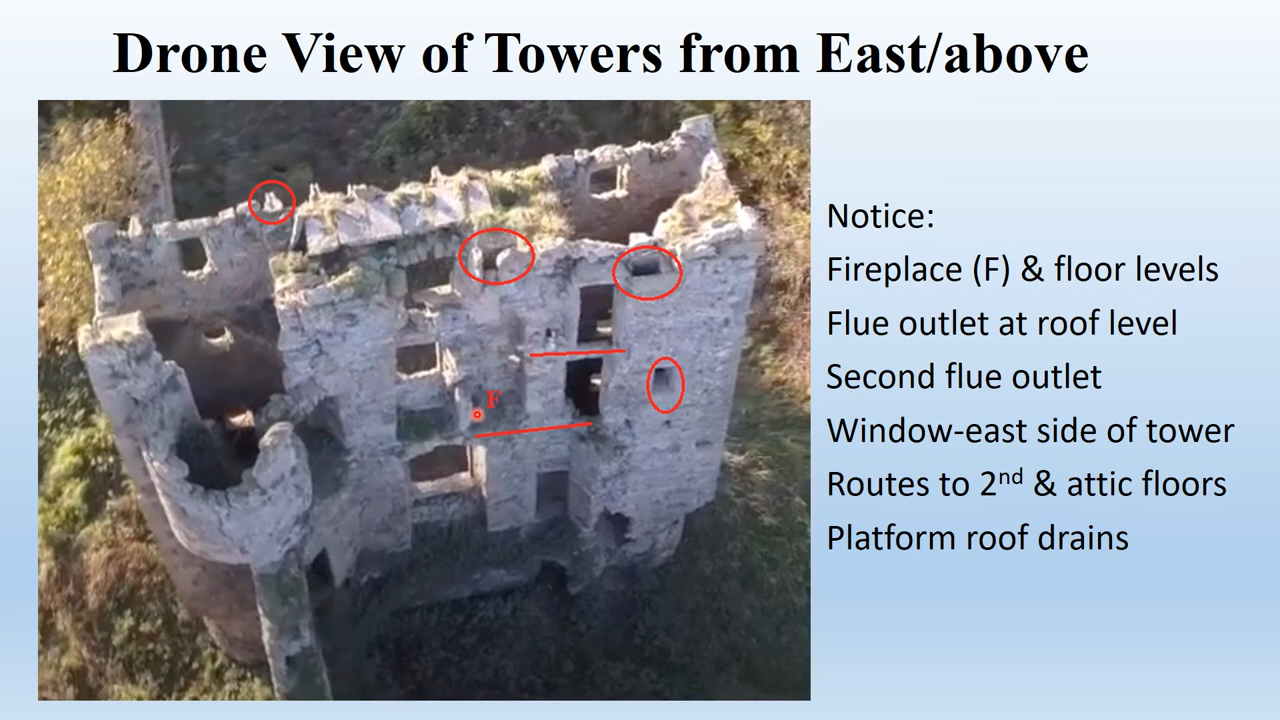 Drone View of Towers from East/above
F
Notice:
Fireplace (F) & floor levels
Flue outlet at roof level
Second flue outlet
Window-east side of tower
Routes to 2nd & attic floors
Platform roof drains